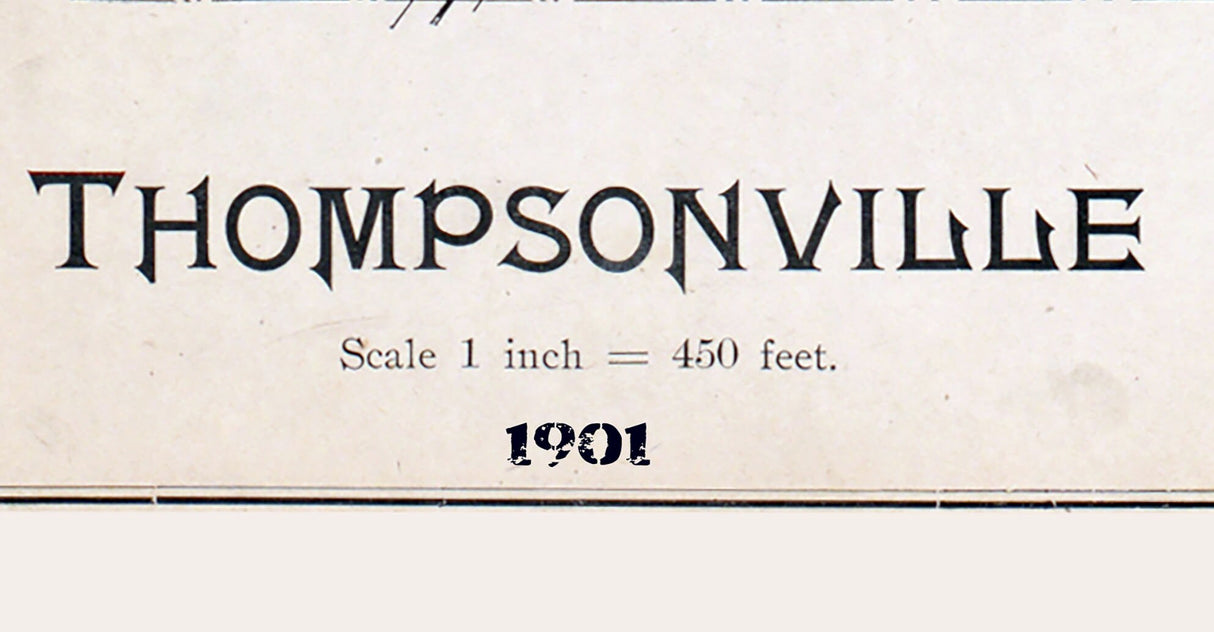 THOMPSONVILLE
Scale 1 inch = 450 feet.
1901